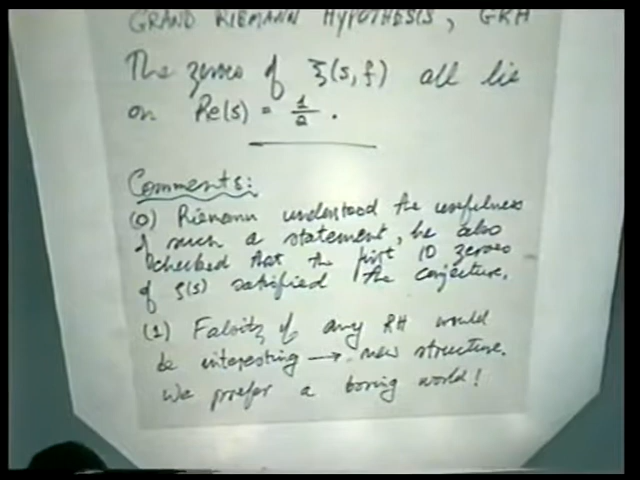 GRAND RIEMANN HYPOTHESIS, GRH
The zeroes of ξ(s, f) all lie
on Re(s) = 1/2 .
Comments:
(0) Riemann understood the usefulness
of such a statement, he also
checked that the first 10 zeroes
of ζ(s) satisfied the conjecture.
(1) Falsity of any RH would
be interesting → new structure.
We prefer a boring world!